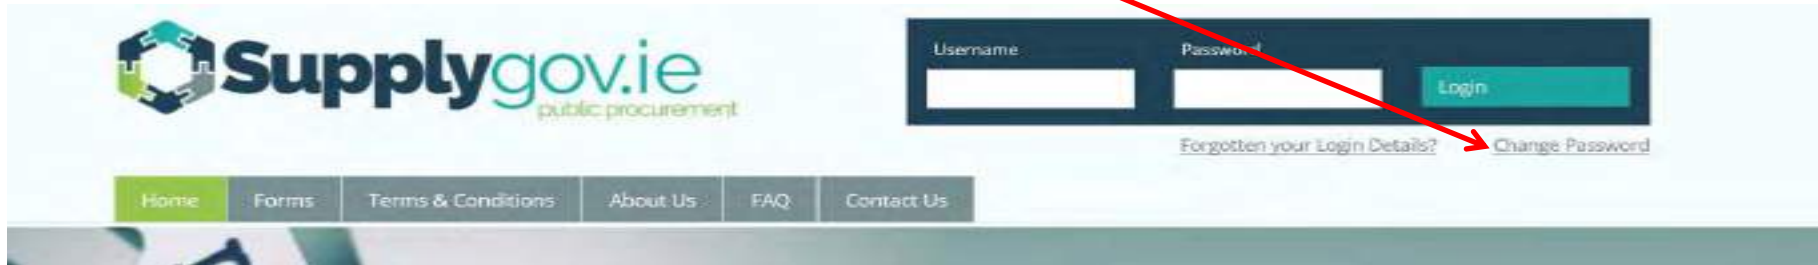 Supplygov.ie
public procurement
Username
Password
Login
Forgotten your Login Details?
Change Password
Home
Forms
Terms & Conditions
About Us
FAQ
Contact Us